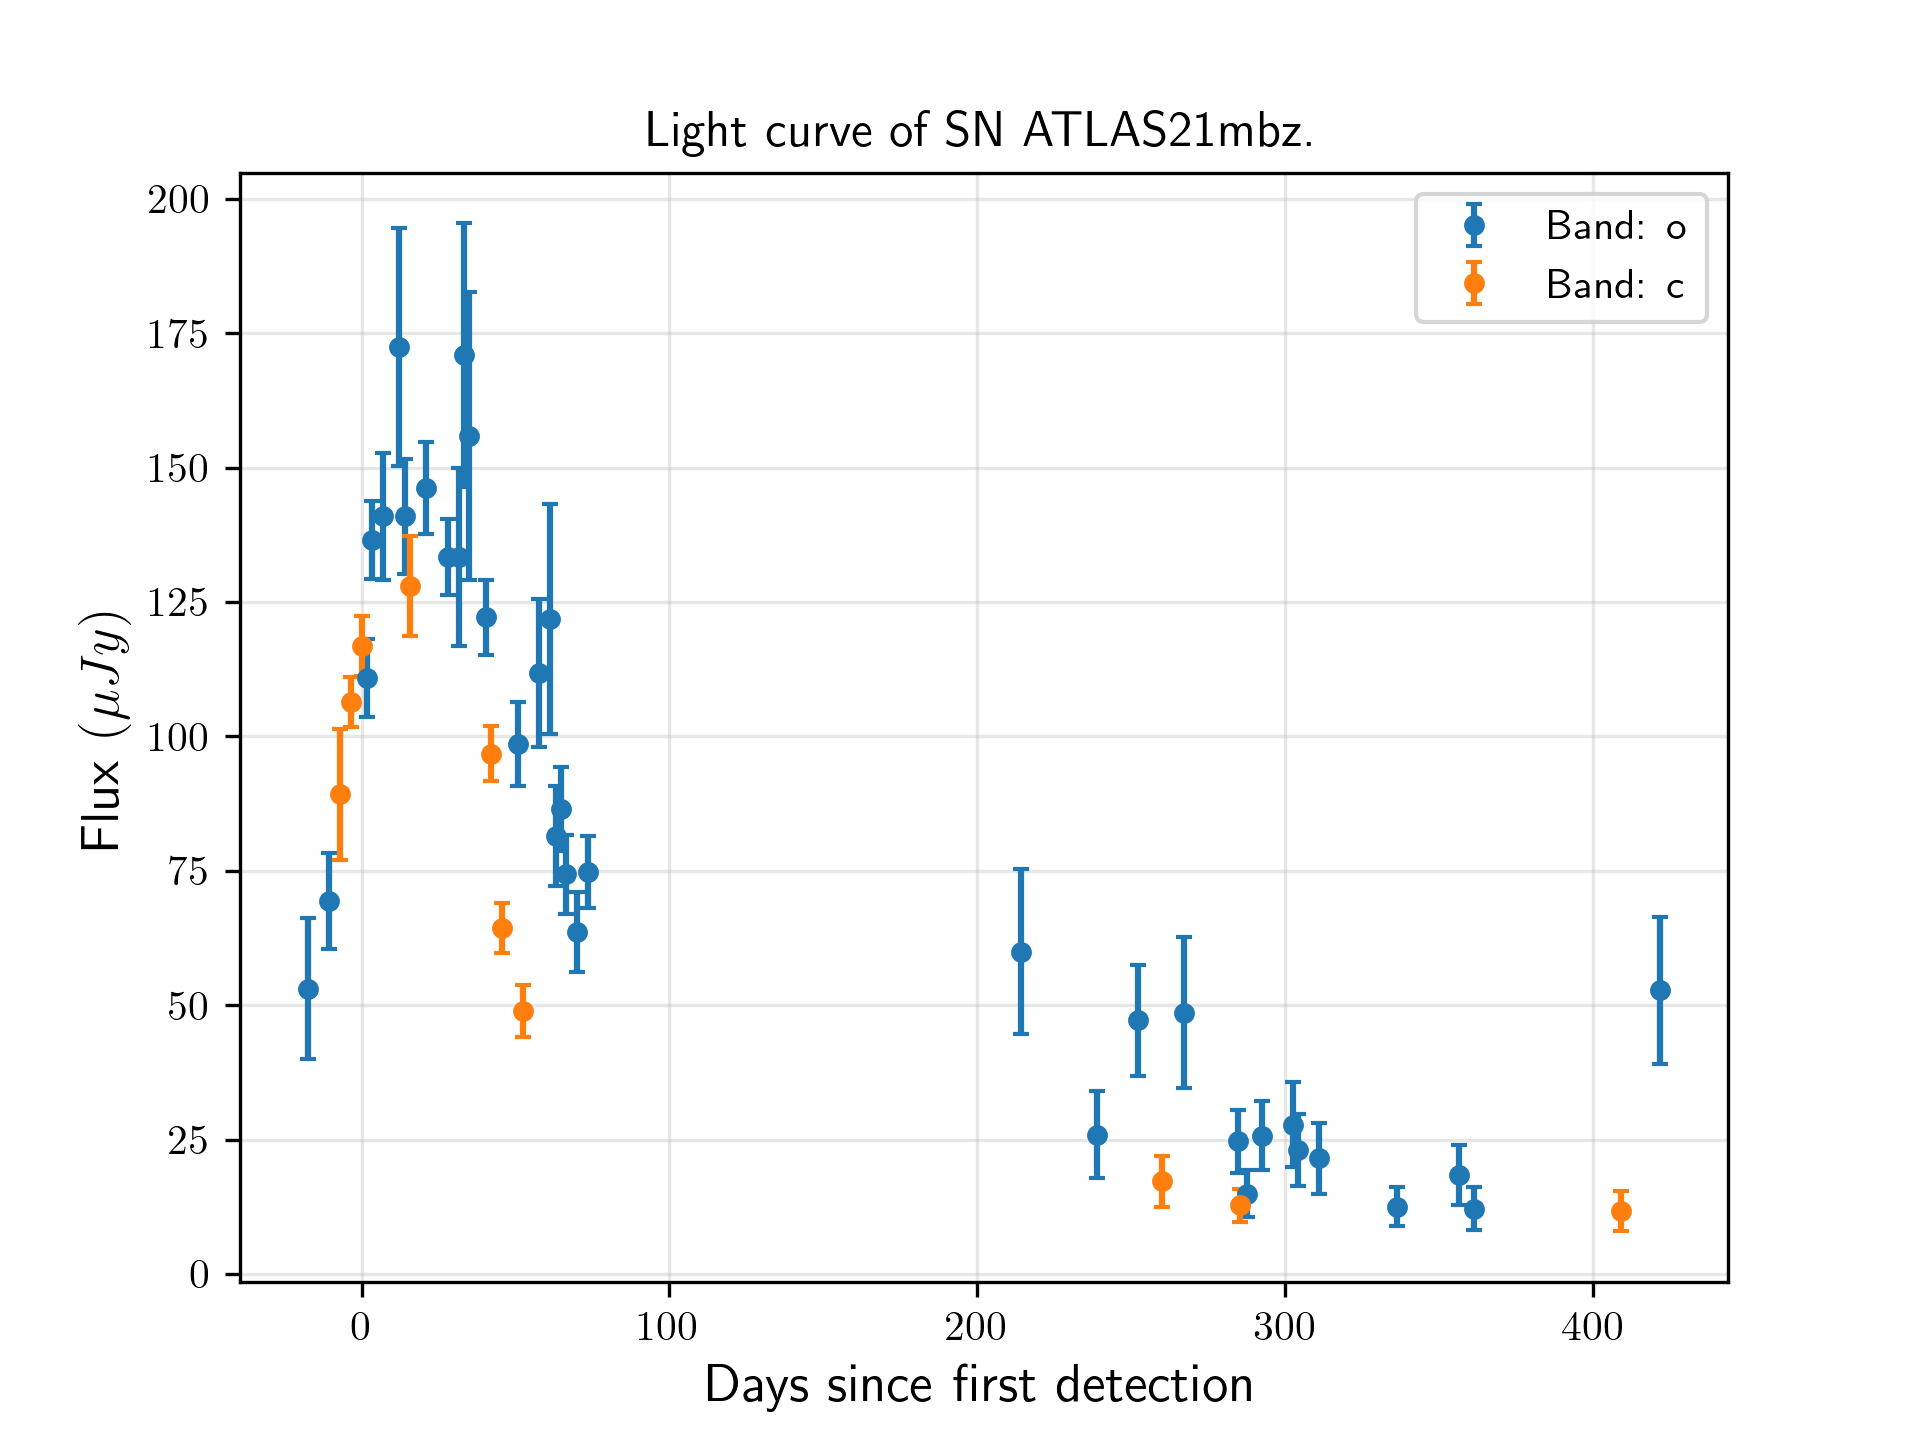 Light curve of SN ATLAS21mbz.
Band: o
Band: c
200
175
150
125
100
75
50
25
0
Flux (μJy)
0 100 200 300 400
Days since first detection